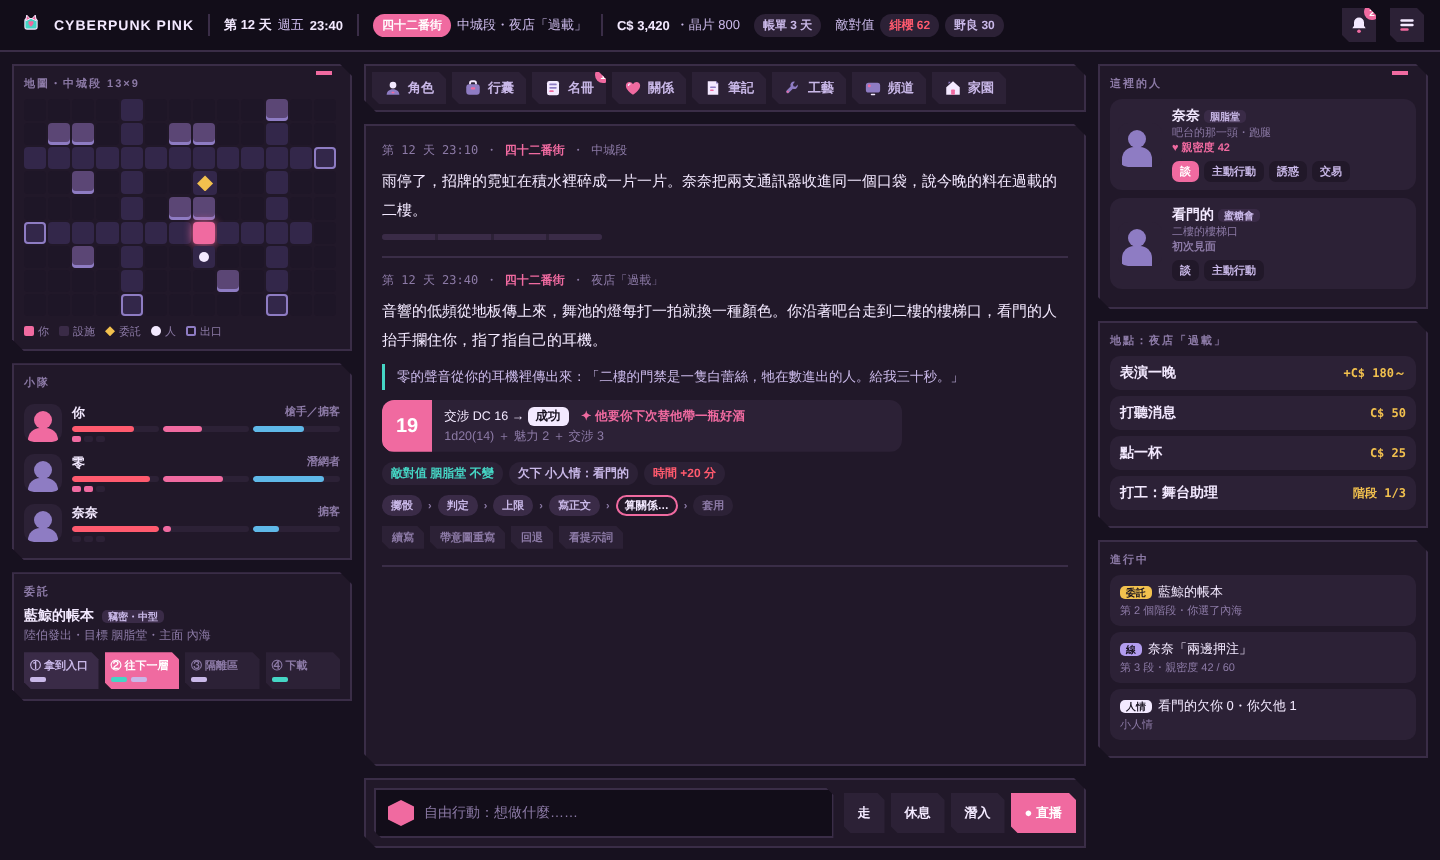 CYBERPUNK PINK
第 12 天 週五 23:40
四十二番街 中城段・夜店「過載」
C$ 3,420 ・晶片 800
帳單 3 天
敵對值 緋櫻 62 野良 30
地圖・中城段 13×9
你 設施 委託 人 出口
小隊
你 槍手／掮客
零 潛網者
奈奈 掮客
委託
藍鯨的帳本 竊密・中型
陸伯發出・目標 胭脂堂・主面 內海
① 拿到入口 ② 往下一層 ③ 隔離區 ④ 下載
角色 行囊 名冊 關係 筆記 工藝 頻道 家園
第 12 天 23:10 · 四十二番街 · 中城段
雨停了，招牌的霓虹在積水裡碎成一片一片。奈奈把兩支通訊器收進同一個口袋，說今晚的料在過載的
二樓。
第 12 天 23:40 · 四十二番街 · 夜店「過載」
音響的低頻從地板傳上來，舞池的燈每打一拍就換一種顏色。你沿著吧台走到二樓的樓梯口，看門的人
抬手攔住你，指了指自己的耳機。
零的聲音從你的耳機裡傳出來：「二樓的門禁是一隻白蕾絲，牠在數進出的人。給我三十秒。」
19
交涉 DC 16 → 成功 ✦ 他要你下次替他帶一瓶好酒
1d20(14) ＋ 魅力 2 ＋ 交涉 3
敵對值 胭脂堂 不變 欠下 小人情：看門的 時間 +20 分
擲骰 › 判定 › 上限 › 寫正文 › 算關係… › 套用
續寫 帶意圖重寫 回退 看提示詞
自由行動：想做什麼……
走 休息 潛入 ● 直播
這裡的人
奈奈 胭脂堂
吧台的那一頭・跑腿
♥ 親密度 42
談 主動行動 誘惑 交易
看門的 蜜糖會
二樓的樓梯口
初次見面
談 主動行動
地點：夜店「過載」
表演一晚 +C$ 180～
打聽消息 C$ 50
點一杯 C$ 25
打工：舞台助理 階段 1/3
進行中
委託 藍鯨的帳本
第 2 個階段・你選了內海
線 奈奈「兩邊押注」
第 3 段・親密度 42 / 60
人情 看門的欠你 0・你欠他 1
小人情